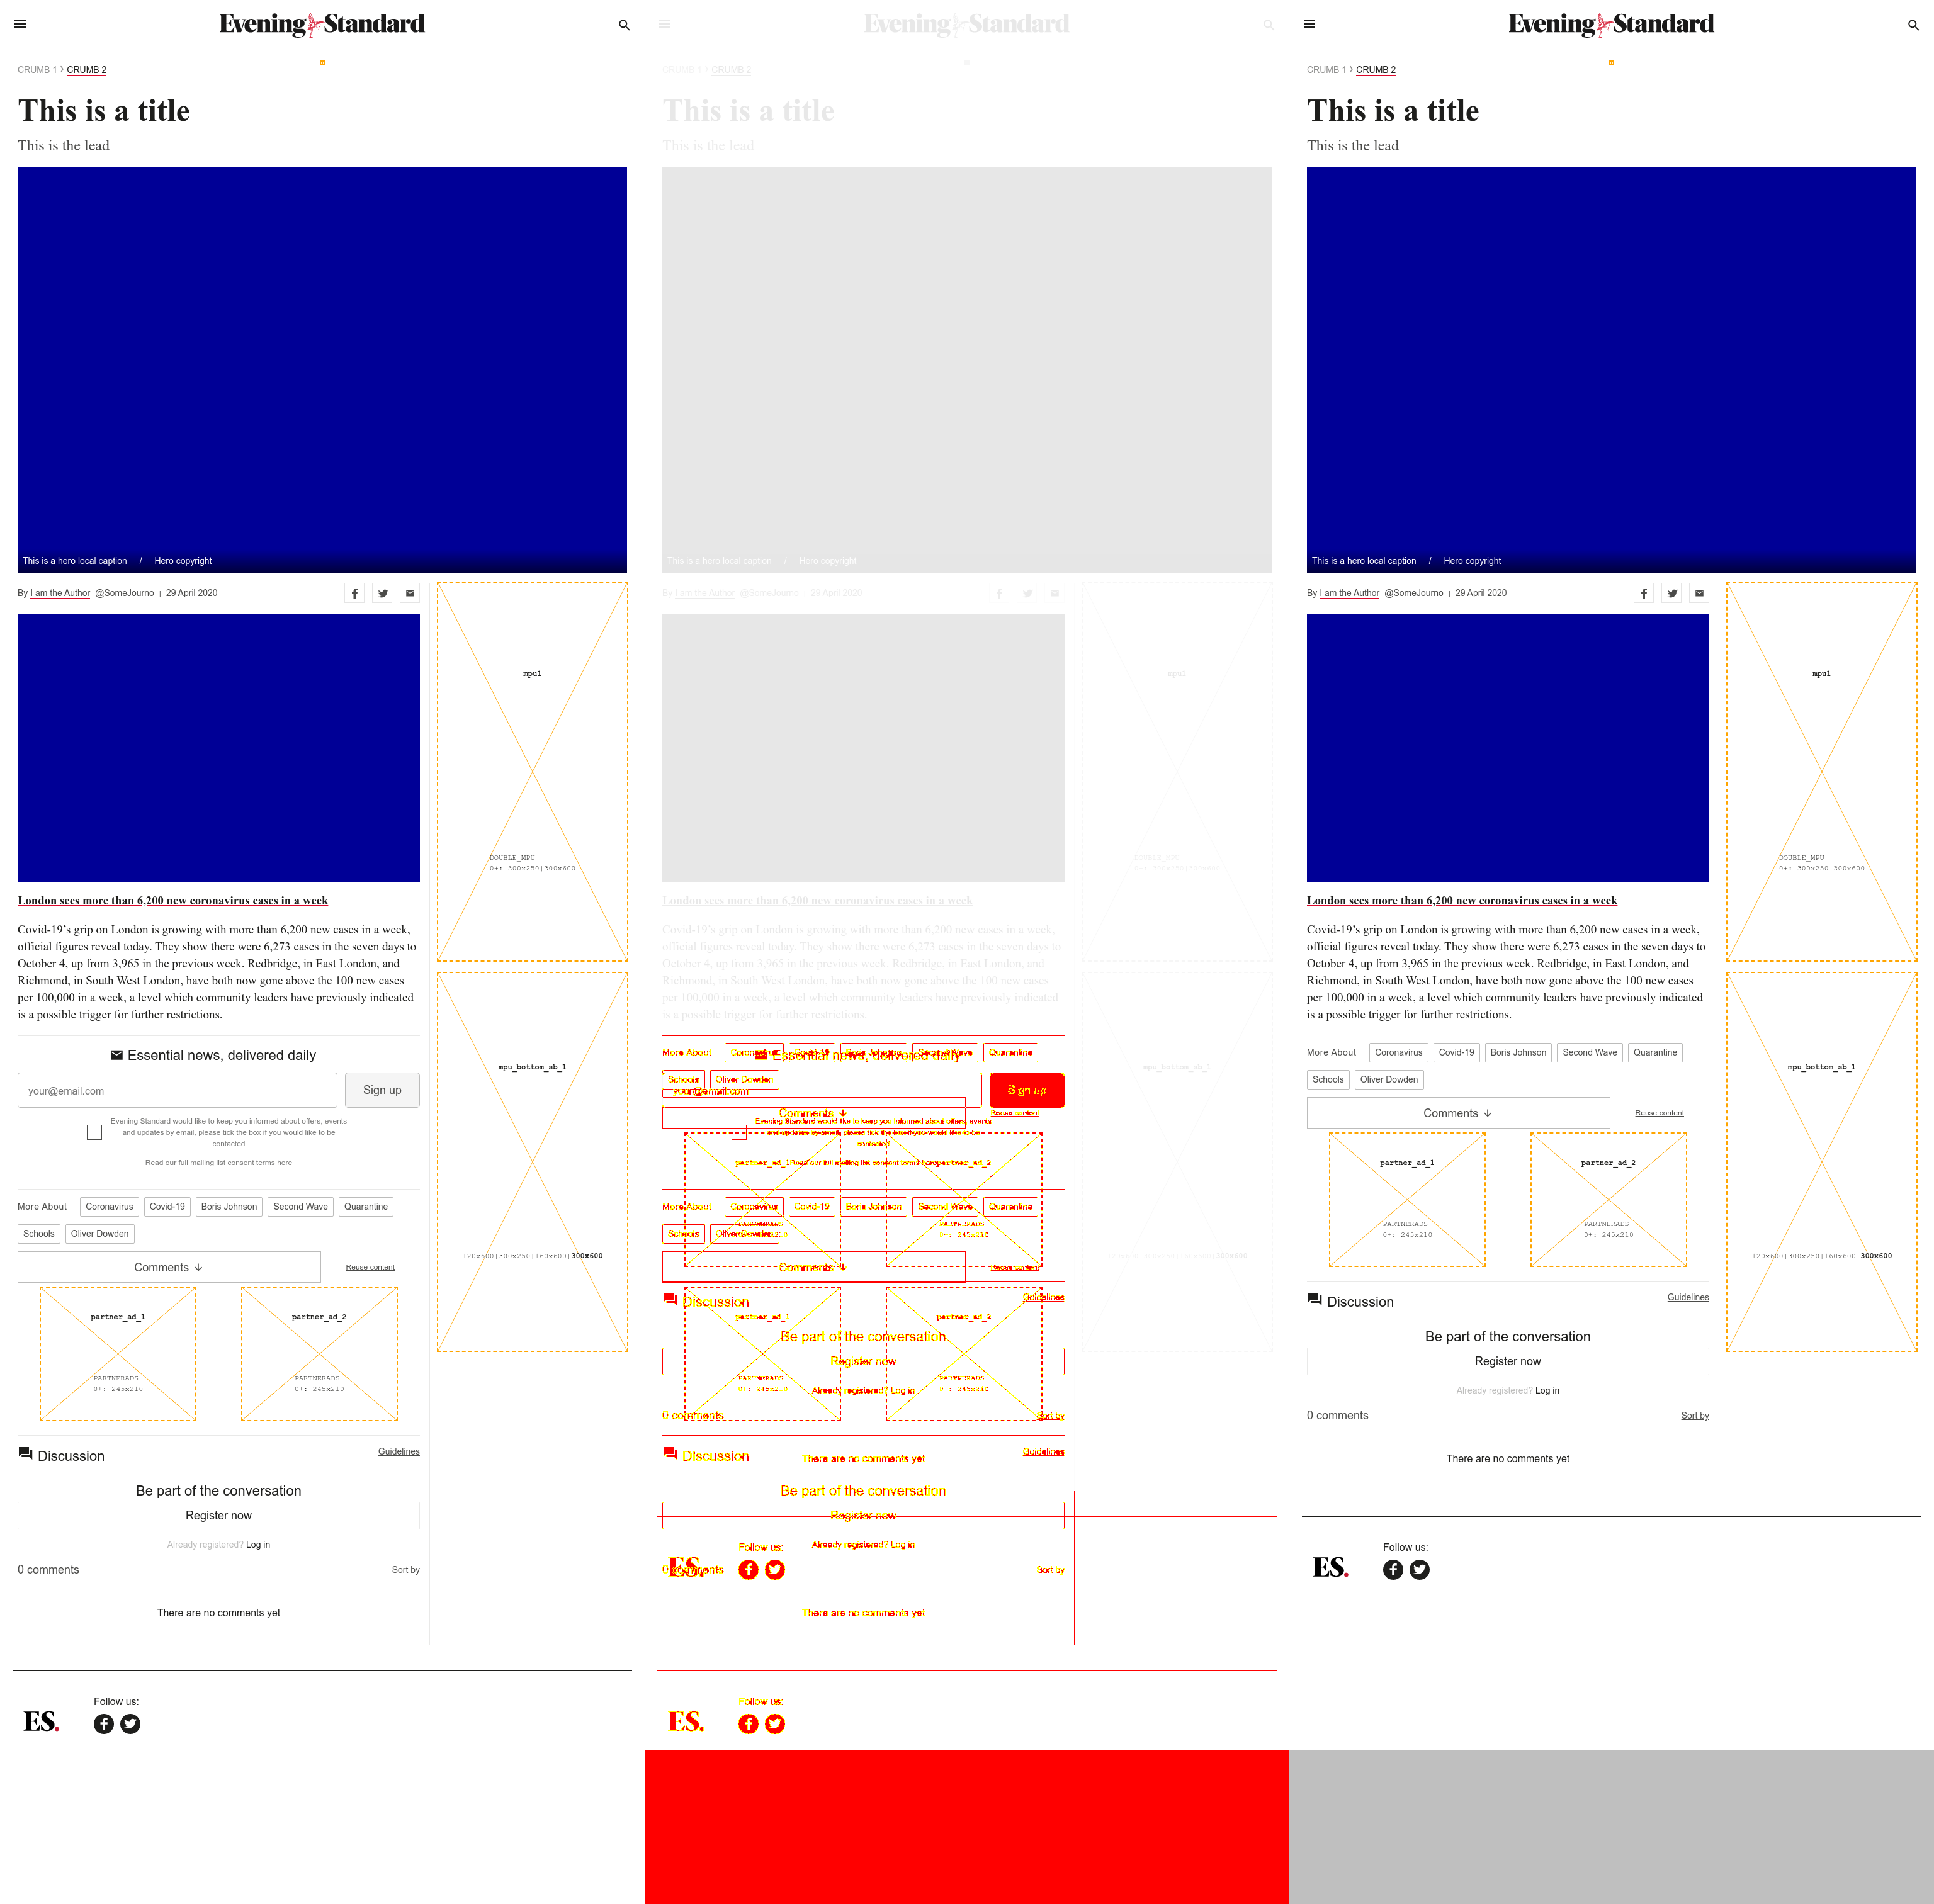 Evening Standard
CRUMB 1 › CRUMB 2
This is a title
This is the lead
This is a hero local caption / Hero copyright
By I am the Author @SomeJourno | 29 April 2020
mpu1
DOUBLE_MPU
0+: 300x250|300x600
London sees more than 6,200 new coronavirus cases in a week
Covid-19’s grip on London is growing with more than 6,200 new cases in a week,
official figures reveal today. They show there were 6,273 cases in the seven days to
October 4, up from 3,965 in the previous week. Redbridge, in East London, and
Richmond, in South West London, have both now gone above the 100 new cases
per 100,000 in a week, a level which community leaders have previously indicated
is a possible trigger for further restrictions.
Essential news, delivered daily
your@email.com
Sign up
Evening Standard would like to keep you informed about offers, events
and updates by email, please tick the box if you would like to be
contacted
Read our full mailing list consent terms here
mpu_bottom_sb_1
120x600|300x250|160x600|300x600
More About Coronavirus Covid-19 Boris Johnson Second Wave Quarantine
Schools Oliver Dowden
Comments
Reuse content
partner_ad_1 partner_ad_2
PARTNERADS PARTNERADS
0+: 245x210 0+: 245x210
Discussion
Guidelines
Be part of the conversation
Register now
Already registered? Log in
0 comments
Sort by
There are no comments yet
ES.
Follow us:
Evening Standard
CRUMB 1 › CRUMB 2
This is a title
This is the lead
This is a hero local caption / Hero copyright
By I am the Author @SomeJourno | 29 April 2020
mpu1
London sees more than 6,200 new coronavirus cases in a week
Covid-19’s grip on London is growing with more than 6,200 new cases in a week,
official figures reveal today. They show there were 6,273 cases in the seven days to
October 4, up from 3,965 in the previous week. Redbridge, in East London, and
Richmond, in South West London, have both now gone above the 100 new cases
per 100,000 in a week, a level which community leaders have previously indicated
is a possible trigger for further restrictions.
More About Coronavirus Covid-19 Boris Johnson Second Wave Quarantine
Essential news, delivered daily
Schools Oliver Dowden
your@email.com
Sign up
Comments
Reuse content
Evening Standard would like to keep you informed about offers, events
and updates by email, please tick the box if you would like to be
contacted
partner_ad_1 partner_ad_2
mpu_bottom_sb_1
More About Coronavirus Covid-19 Boris Johnson Second Wave Quarantine
PARTNERADS PARTNERADS
Schools Oliver Dowden
Comments
Reuse content
Discussion
Guidelines
partner_ad_1 partner_ad_2
Be part of the conversation
Register now
PARTNERADS PARTNERADS
0+: 245x210 0+: 245x210
Already registered? Log in
0 comments
Sort by
Discussion
Guidelines
There are no comments yet
Be part of the conversation
Register now
Already registered? Log in
Follow us:
ES.
0 comments
Sort by
There are no comments yet
Follow us:
ES.
Evening Standard
CRUMB 1 › CRUMB 2
This is a title
This is the lead
This is a hero local caption / Hero copyright
By I am the Author @SomeJourno | 29 April 2020
mpu1
DOUBLE_MPU
0+: 300x250|300x600
London sees more than 6,200 new coronavirus cases in a week
Covid-19’s grip on London is growing with more than 6,200 new cases in a week,
official figures reveal today. They show there were 6,273 cases in the seven days to
October 4, up from 3,965 in the previous week. Redbridge, in East London, and
Richmond, in South West London, have both now gone above the 100 new cases
per 100,000 in a week, a level which community leaders have previously indicated
is a possible trigger for further restrictions.
More About Coronavirus Covid-19 Boris Johnson Second Wave Quarantine
Schools Oliver Dowden
Comments
Reuse content
mpu_bottom_sb_1
120x600|300x250|160x600|300x600
partner_ad_1 partner_ad_2
PARTNERADS PARTNERADS
0+: 245x210 0+: 245x210
Discussion
Guidelines
Be part of the conversation
Register now
Already registered? Log in
0 comments
Sort by
There are no comments yet
ES.
Follow us: